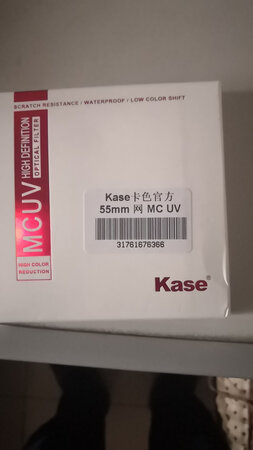 SCRATCH RESISTANCE / WATERPROOF / LOW COLOR SHIFT
MCUV
HIGH DEFINITION
OPTICAL FILTER
HIGH COLOR
REDUCTION
Kase卡色官方
55mm 网 MC UV
31761676366
Kase®